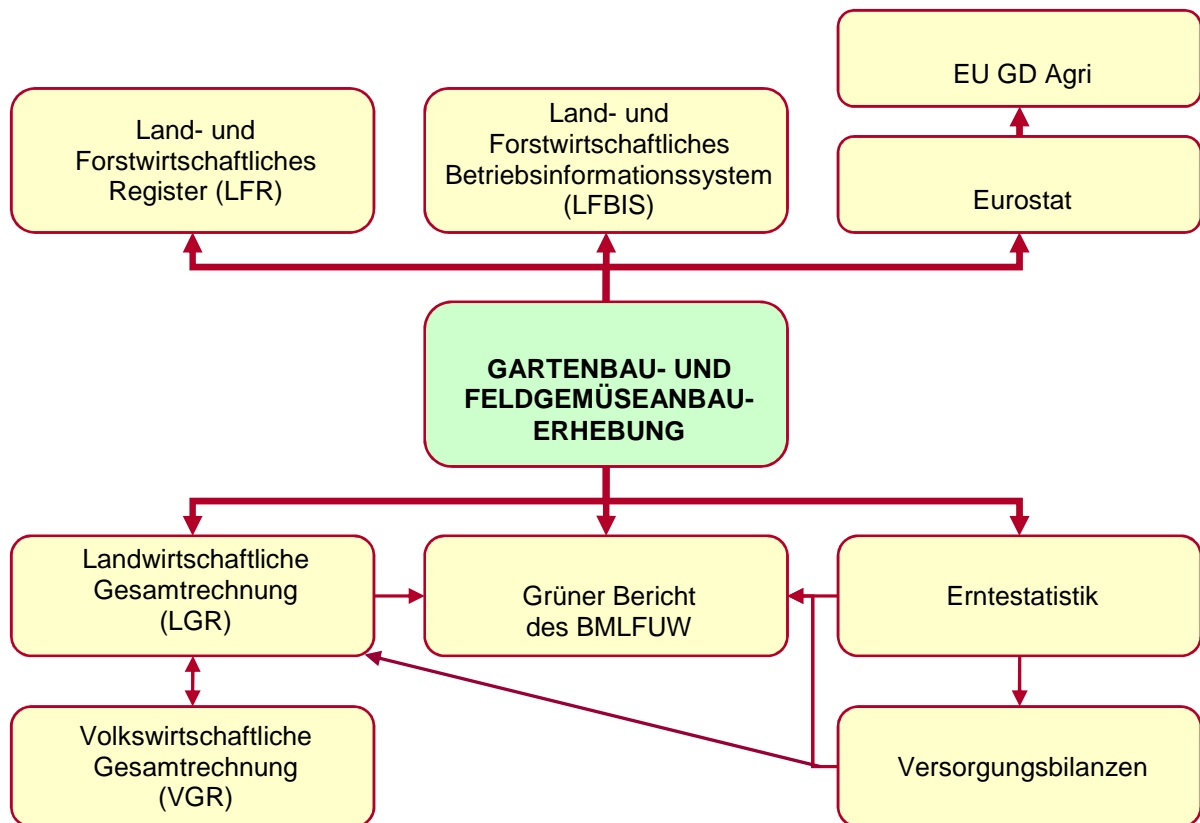 EU GD Agri
Land- und
Forstwirtschaftliches
Register (LFR)
Land- und
Forstwirtschaftliches
Betriebsinformationssystem
(LFBIS)
Eurostat
GARTENBAU- UND
FELDGEMÜSEANBAU-
ERHEBUNG
Landwirtschaftliche
Gesamtrechnung
(LGR)
Grüner Bericht
des BMLFUW
Erntestatistik
Volkswirtschaftliche
Gesamtrechnung
(VGR)
Versorgungsbilanzen